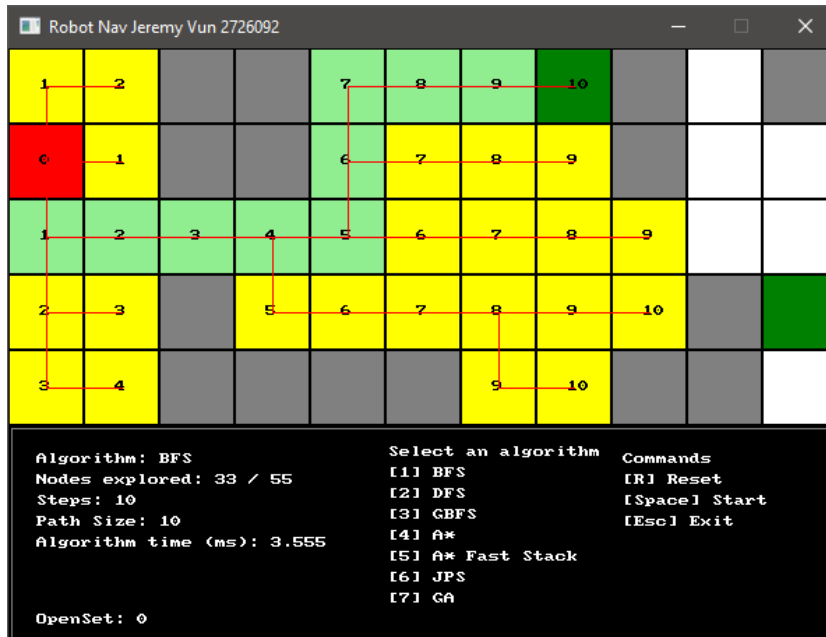 Robot Nav Jeremy Vun 2726092
1 2 7 8 9 10
0 1 6 7 8 9
1 2 3 4 5 6 7 8 9
2 3 5 6 7 8 9 10
3 4 9 10
Algorithm: BFS
Nodes explored: 33 / 55
Steps: 10
Path Size: 10
Algorithm time (ms): 3.555
OpenSet: 0
Select an algorithm
[1] BFS
[2] DFS
[3] GBFS
[4] A*
[5] A* Fast Stack
[6] JPS
[7] GA
Commands
[R] Reset
[Space] Start
[Esc] Exit